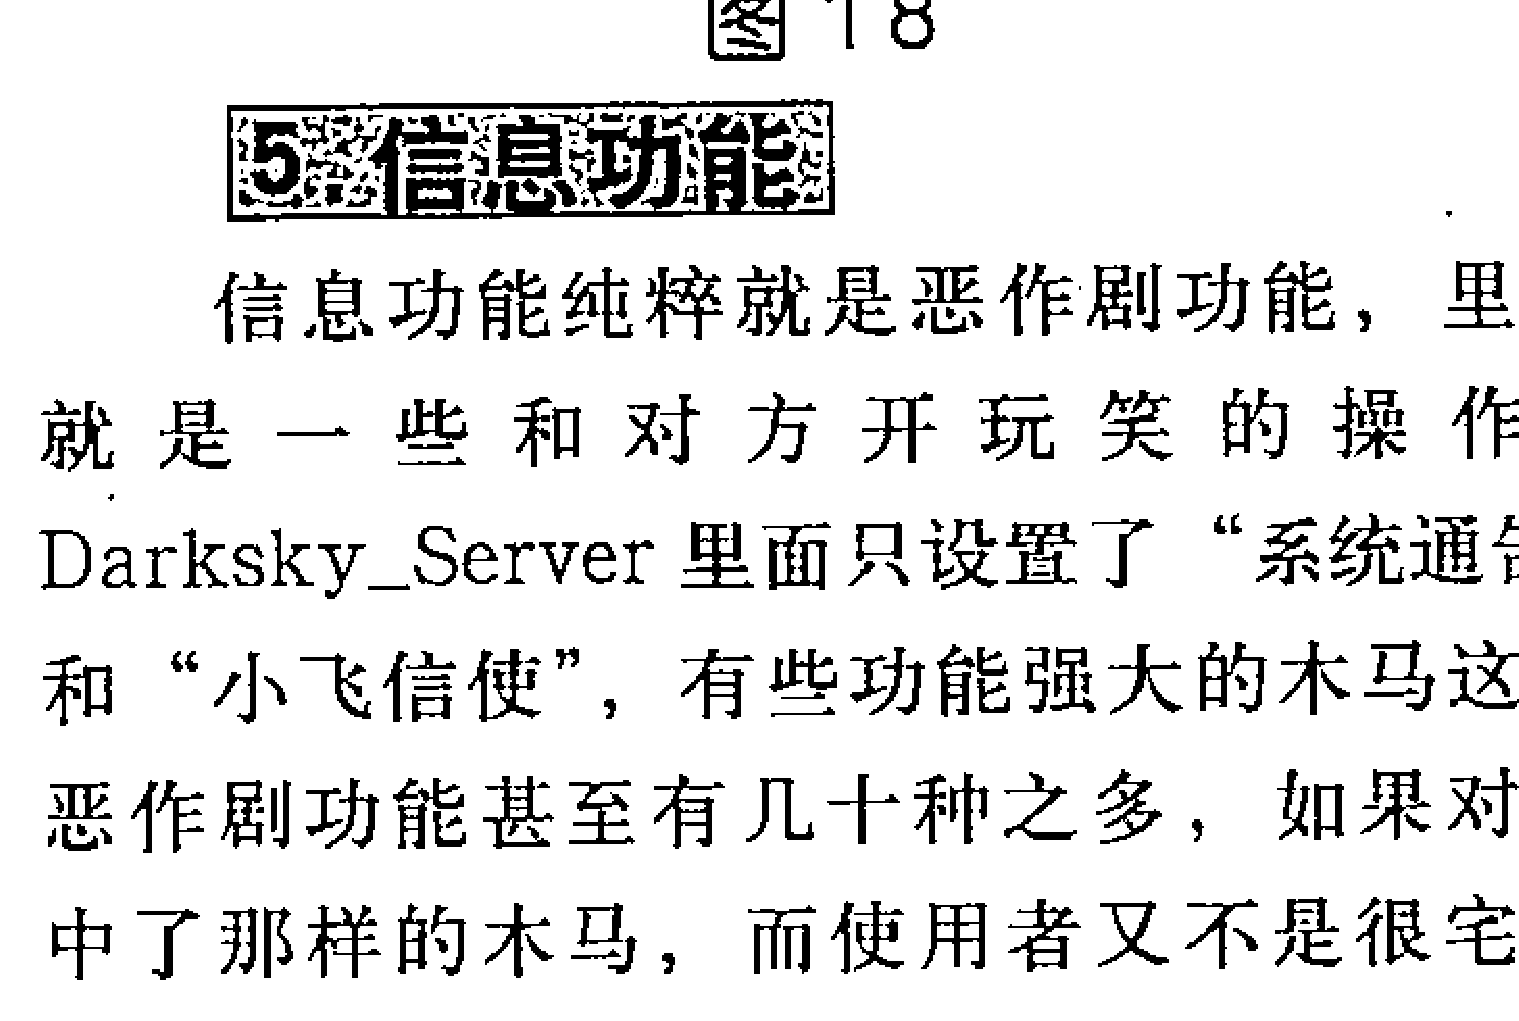 图 18
5. 信息功能
信息功能纯粹就是恶作剧功能，里
就是一些和对方开玩笑的操作
Darksky_Server 里面只设置了“系统通告
和“小飞信使”，有些功能强大的木马这
恶作剧功能甚至有几十种之多，如果对
中了那样的木马，而使用者又不是很宅